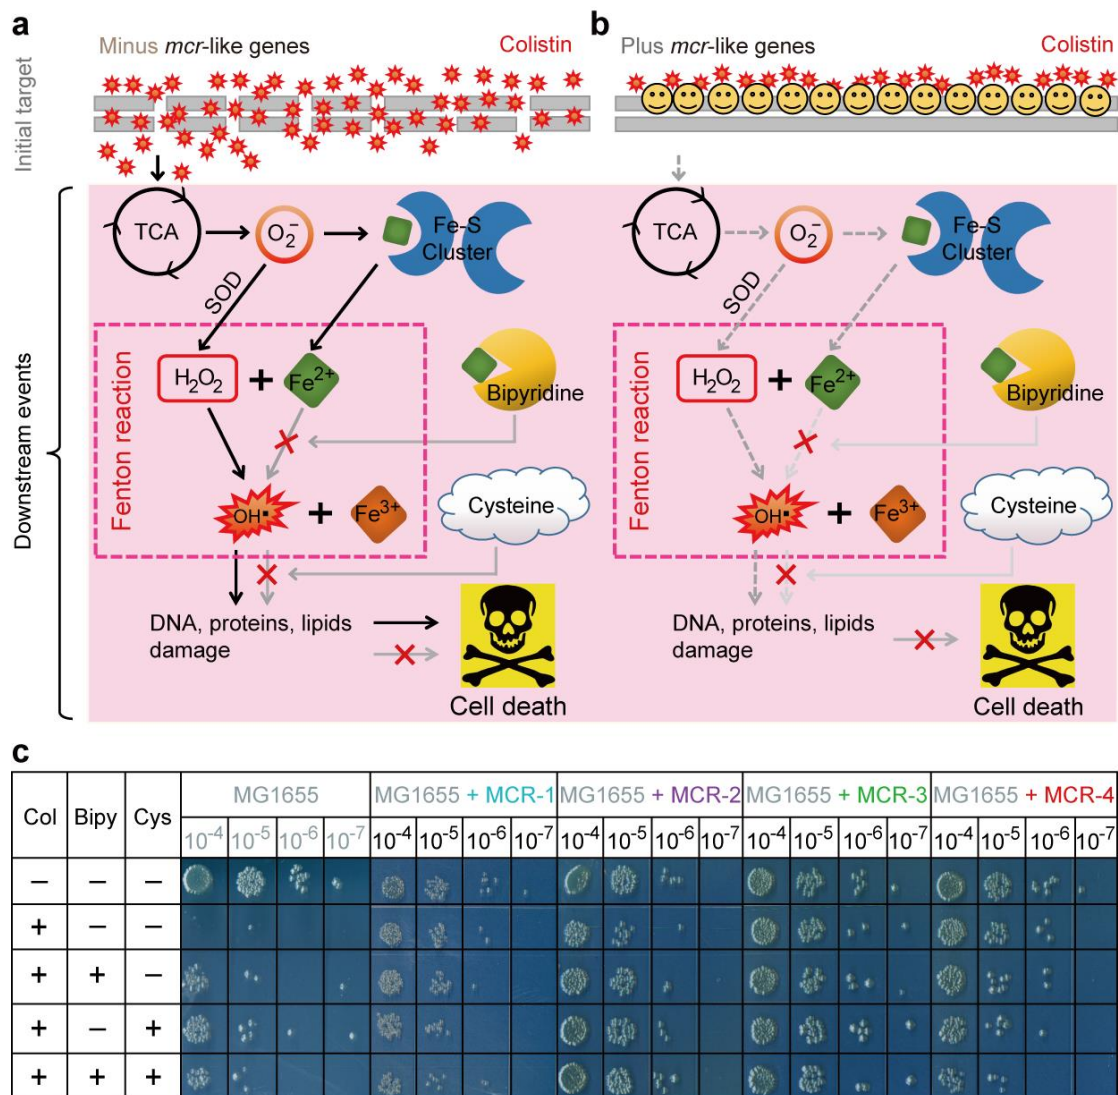 a
Minus mcr-like genes
Colistin
Initial target
Downstream events
TCA
O₂⁻
Fe-S
Cluster
SOD
Fenton reaction
H₂O₂
+
Fe²⁺
Bipyridine
OH▪
+
Fe³⁺
Cysteine
DNA, proteins, lipids
damage
Cell death
b
Plus mcr-like genes
Colistin
TCA
O₂⁻
Fe-S
Cluster
SOD
Fenton reaction
H₂O₂
+
Fe²⁺
Bipyridine
OH▪
+
Fe³⁺
Cysteine
DNA, proteins, lipids
damage
Cell death
c
Col Bipy Cys MG1655 MG1655 + MCR-1 MG1655 + MCR-2 MG1655 + MCR-3 MG1655 + MCR-4
10⁻⁴ 10⁻⁵ 10⁻⁶ 10⁻⁷ 10⁻⁴ 10⁻⁵ 10⁻⁶ 10⁻⁷ 10⁻⁴ 10⁻⁵ 10⁻⁶ 10⁻⁷ 10⁻⁴ 10⁻⁵ 10⁻⁶ 10⁻⁷ 10⁻⁴ 10⁻⁵ 10⁻⁶ 10⁻⁷
– – –
+ – –
+ + –
+ – +
+ + +